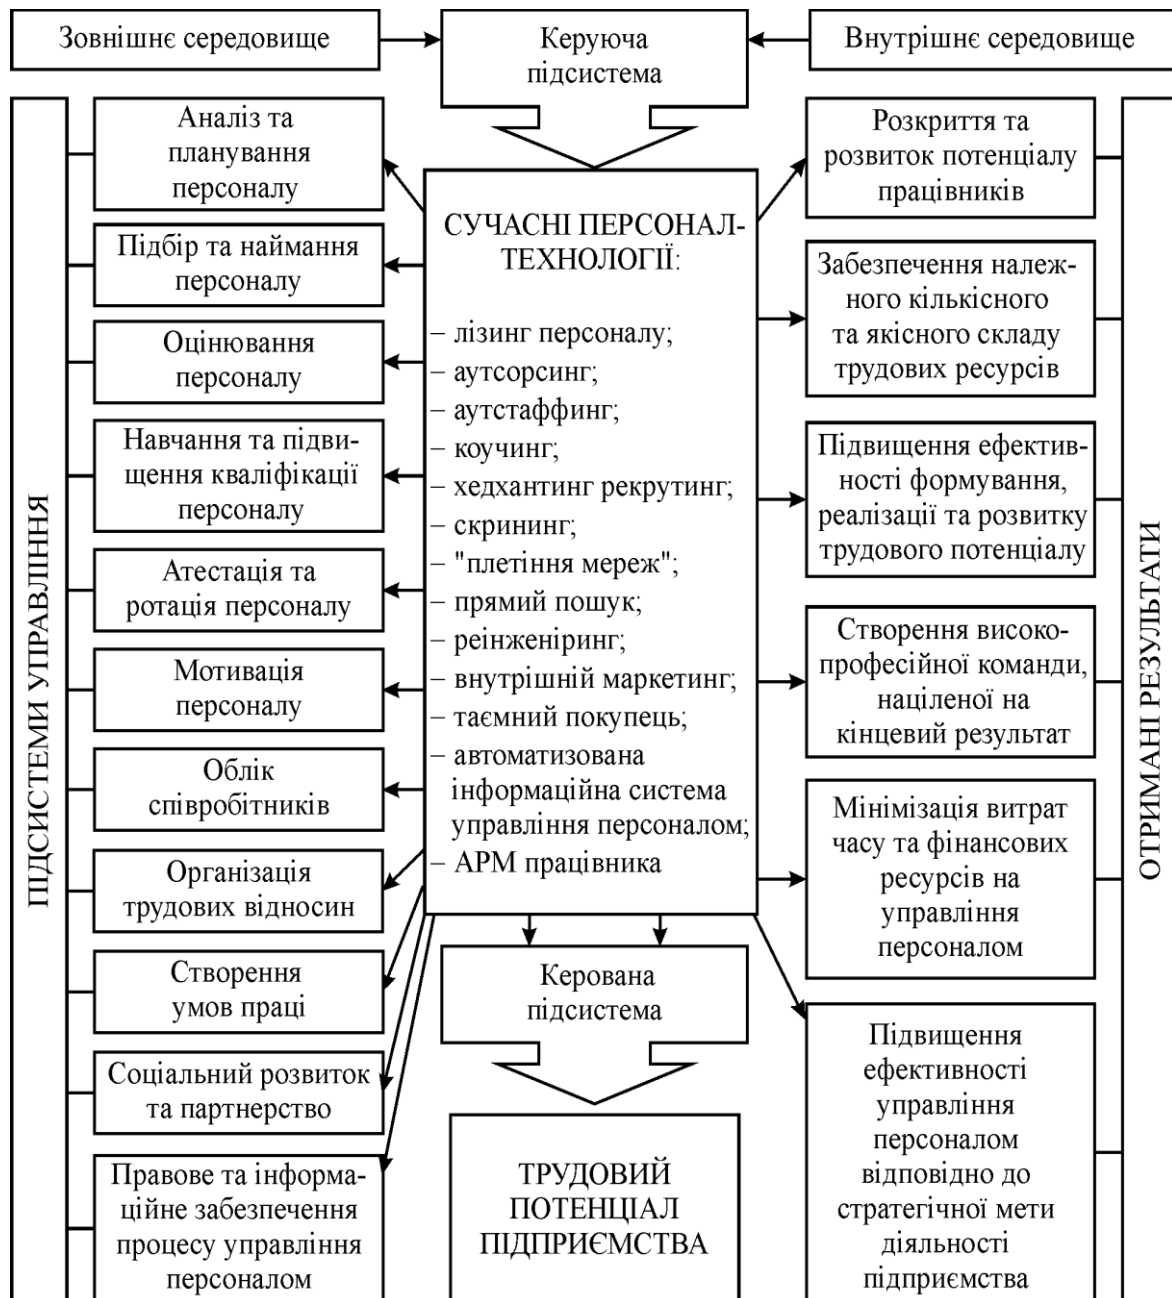 Зовнішнє середовище
Керуюча
підсистема
Внутрішнє середовище
ПІДСИСТЕМИ УПРАВЛІННЯ
Аналіз та
планування
персоналу
Підбір та наймання
персоналу
Оцінювання
персоналу
Навчання та підви-
щення кваліфікації
персоналу
Атестація та
ротація персоналу
Мотивація
персоналу
Облік
співробітників
Організація
трудових відносин
Створення
умов праці
Соціальний розвиток
та партнерство
Правове та інформа-
ційне забезпечення
процесу управління
персоналом
СУЧАСНІ ПЕРСОНАЛ-
ТЕХНОЛОГІЇ:
– лізинг персоналу;
– аутсорсинг;
– аутстаффинг;
– коучинг;
– хедхантинг рекрутинг;
– скрининг;
– "плетіння мереж";
– прямий пошук;
– реінженіринг;
– внутрішній маркетинг;
– таємний покупець;
– автоматизована
інформаційна система
управління персоналом;
– АРМ працівника
Керована
підсистема
ТРУДОВИЙ
ПОТЕНЦІАЛ
ПІДПРИЄМСТВА
Розкриття та
розвиток потенціалу
працівників
Забезпечення належ-
ного кількісного
та якісного складу
трудових ресурсів
Підвищення ефектив-
ності формування,
реалізації та розвитку
трудового потенціалу
Створення високо-
професійної команди,
націленої на
кінцевий результат
Мінімізація витрат
часу та фінансових
ресурсів на
управління
персоналом
Підвищення
ефективності
управління
персоналом
відповідно до
стратегічної мети
діяльності
підприємства
ОТРИМАНІ РЕЗУЛЬТАТИ